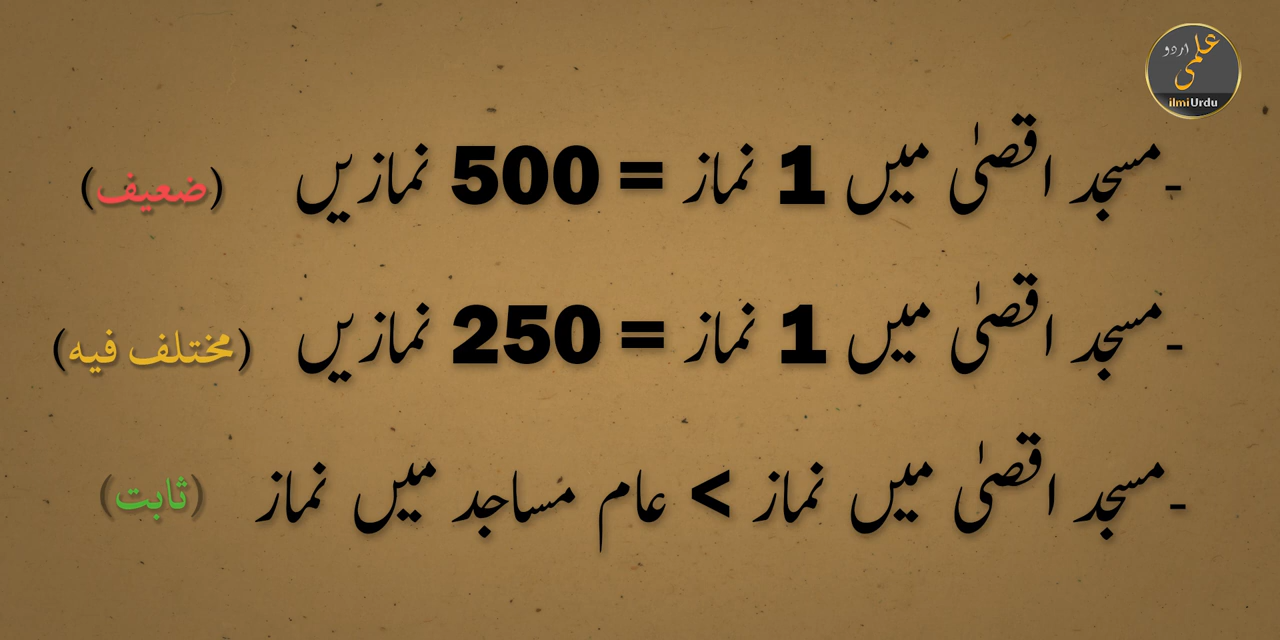 علمی اردو
ilmiUrdu
۔مسجد اقصیٰ میں 1 نماز = 500 نمازیں (ضعیف)
۔مسجد اقصیٰ میں 1 نماز = 250 نمازیں (مختلف فیہ)
۔مسجد اقصیٰ میں نماز < عام مساجد میں نماز (ثابت)